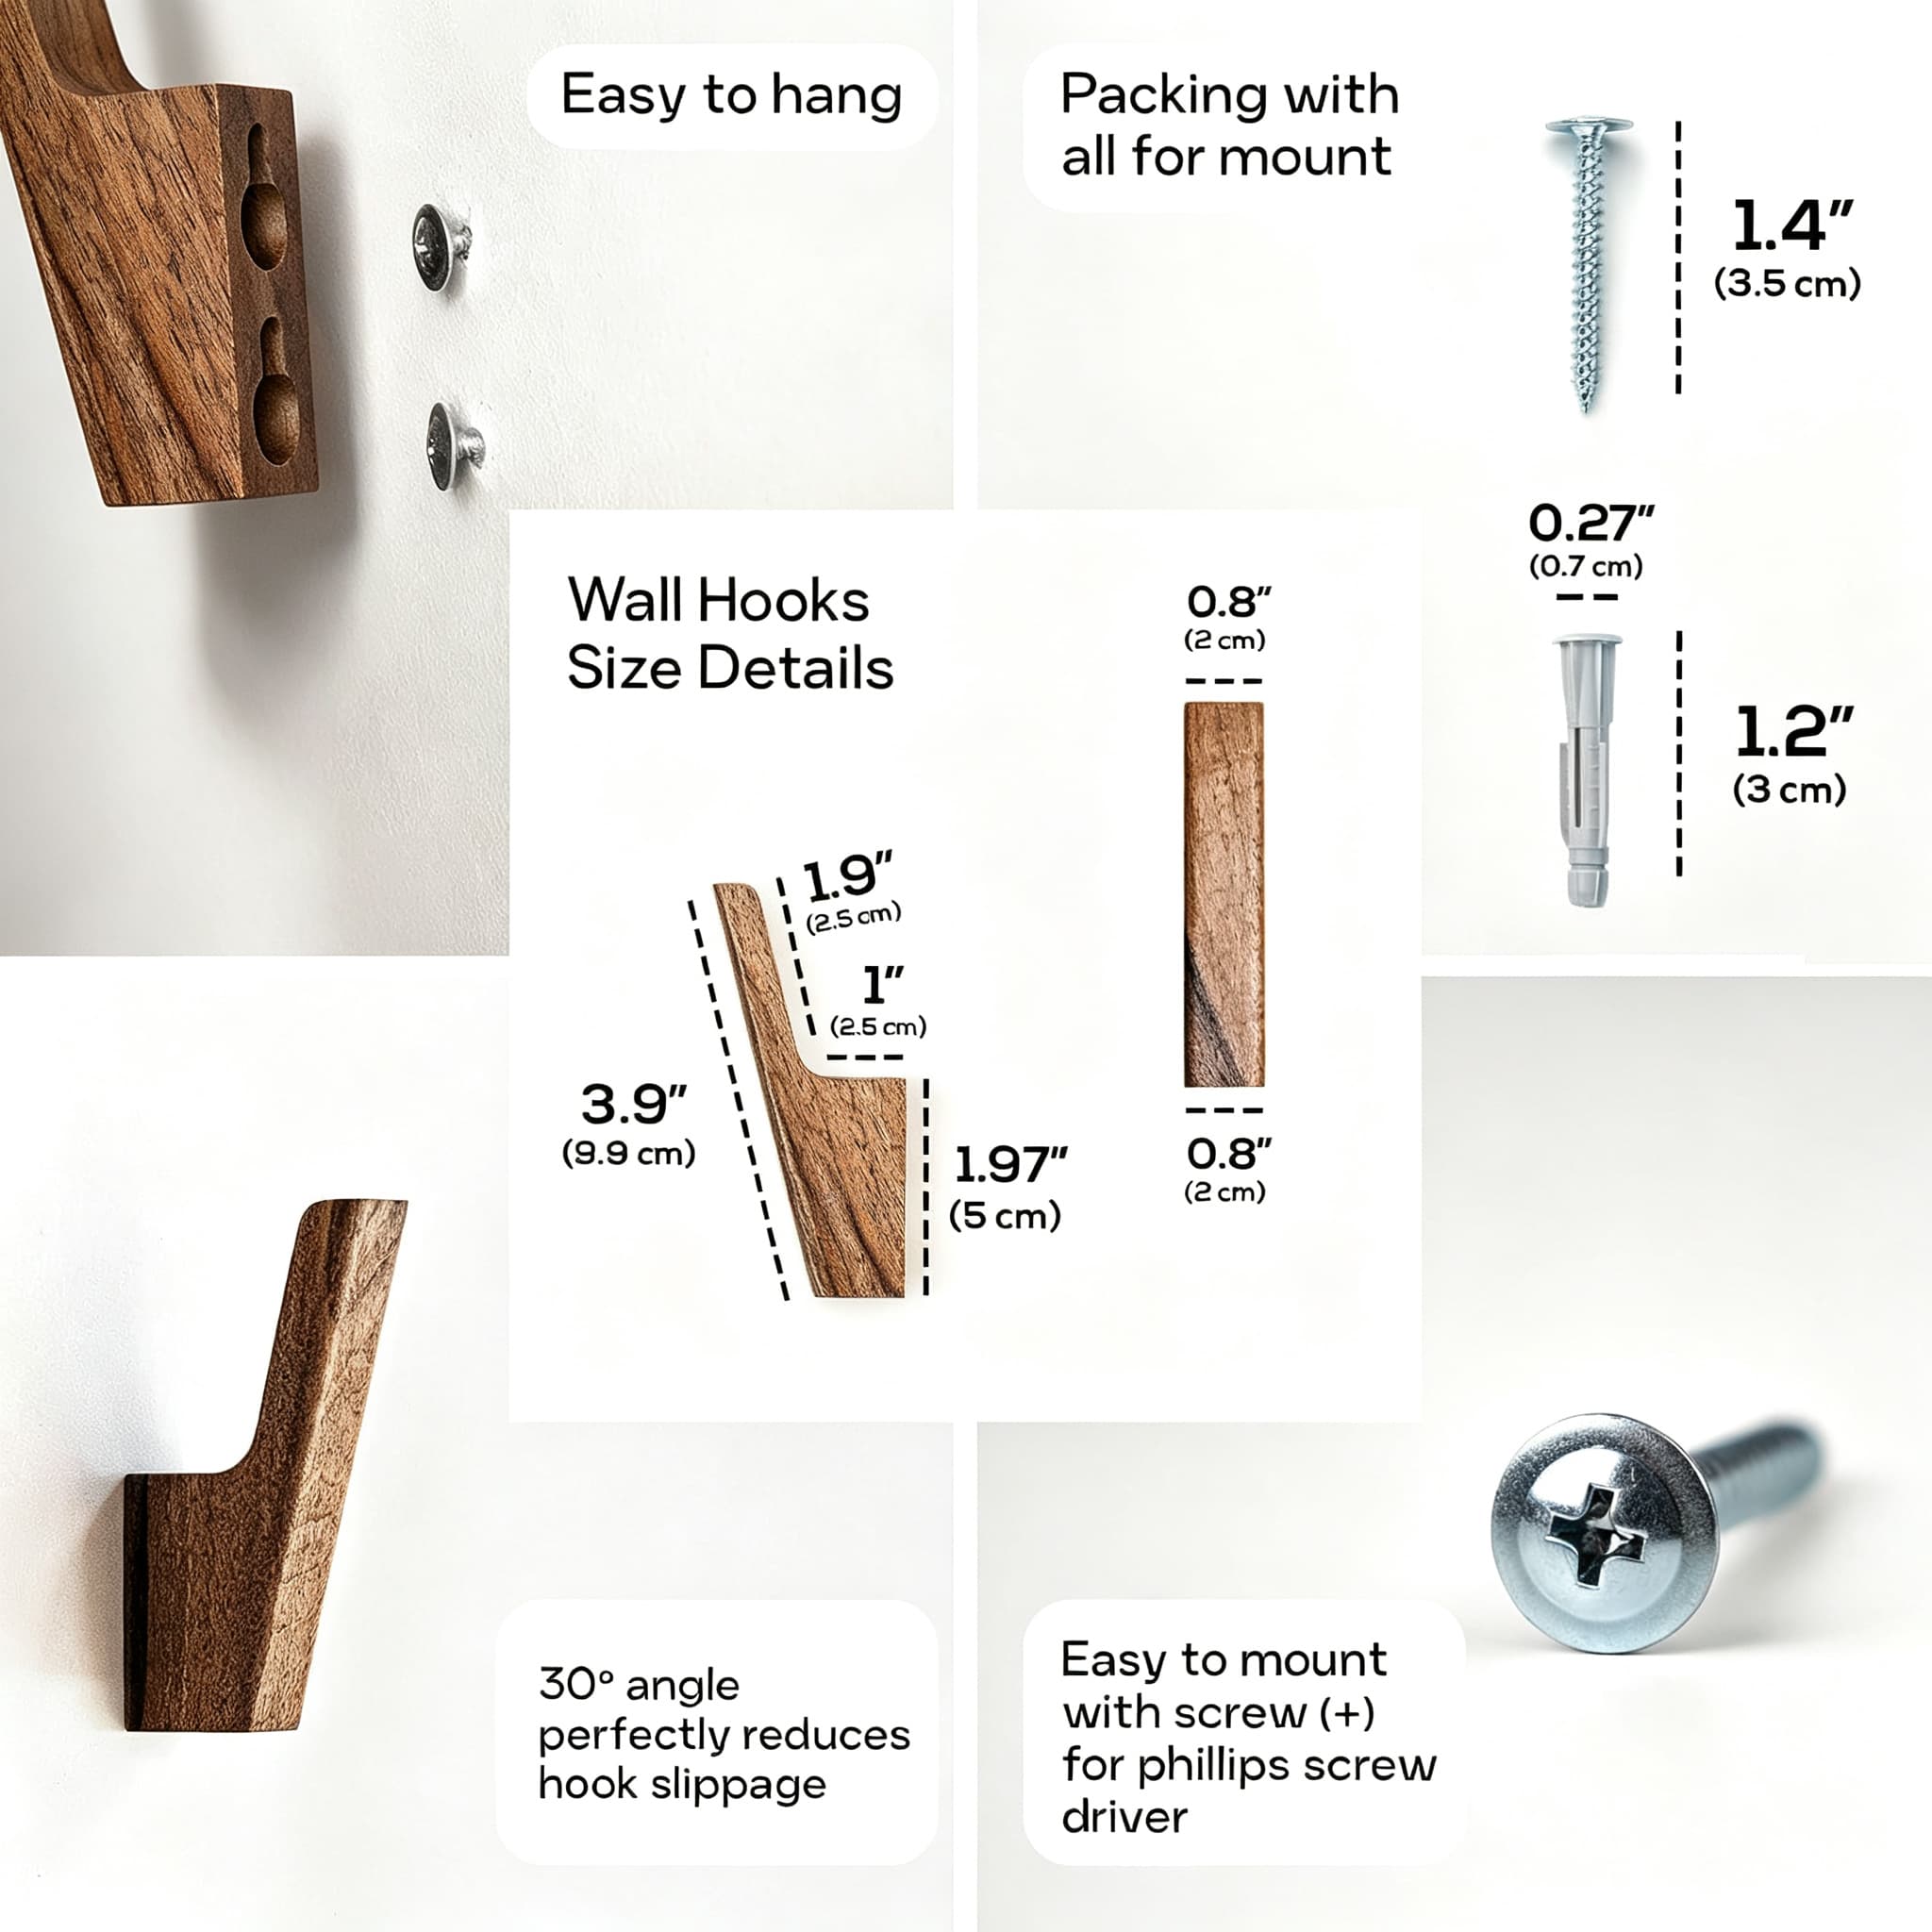 Easy to hang
Packing with
all for mount
1.4″
(3.5 cm)
0.27″
(0.7 cm)
1.2″
(3 cm)
Wall Hooks
Size Details
0.8″
(2 cm)
1.9″
(2.5 cm)
1″
(2.5 cm)
3.9″
(9.9 cm)
1.97″
(5 cm)
0.8″
(2 cm)
30° angle
perfectly reduces
hook slippage
Easy to mount
with screw (+)
for phillips screw
driver